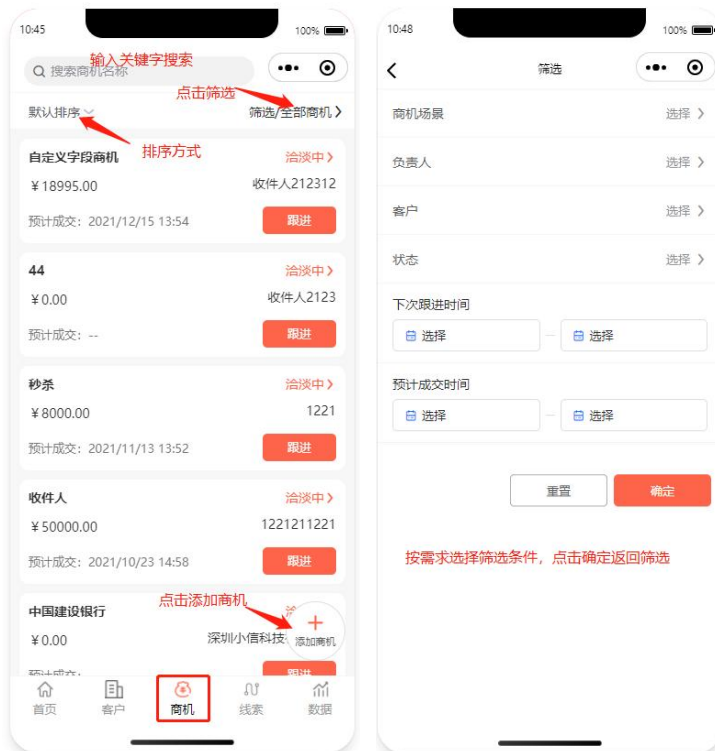 10:45
100%
输入关键字搜索
搜索商机名称
点击筛选
默认排序
筛选/全部商机
排序方式
自定义字段商机
洽淡中
¥18995.00
收件人212312
预计成交：2021/12/15 13:54
跟进
44
洽淡中
¥0.00
收件人2123
预计成交：--
跟进
秒杀
洽淡中
¥8000.00
1221
预计成交：2021/11/13 13:52
跟进
收件人
洽淡中
¥50000.00
1221211221
预计成交：2021/10/23 14:58
跟进
点击添加商机
中国建设银行
¥0.00
深圳小信科技
添加商机
预计成交：
跟进
首页
客户
商机
线索
数据
10:48
100%
筛选
商机场景
选择
负责人
选择
客户
选择
状态
选择
下次跟进时间
选择
选择
预计成交时间
选择
选择
重置
确定
按需求选择筛选条件，点击确定返回筛选